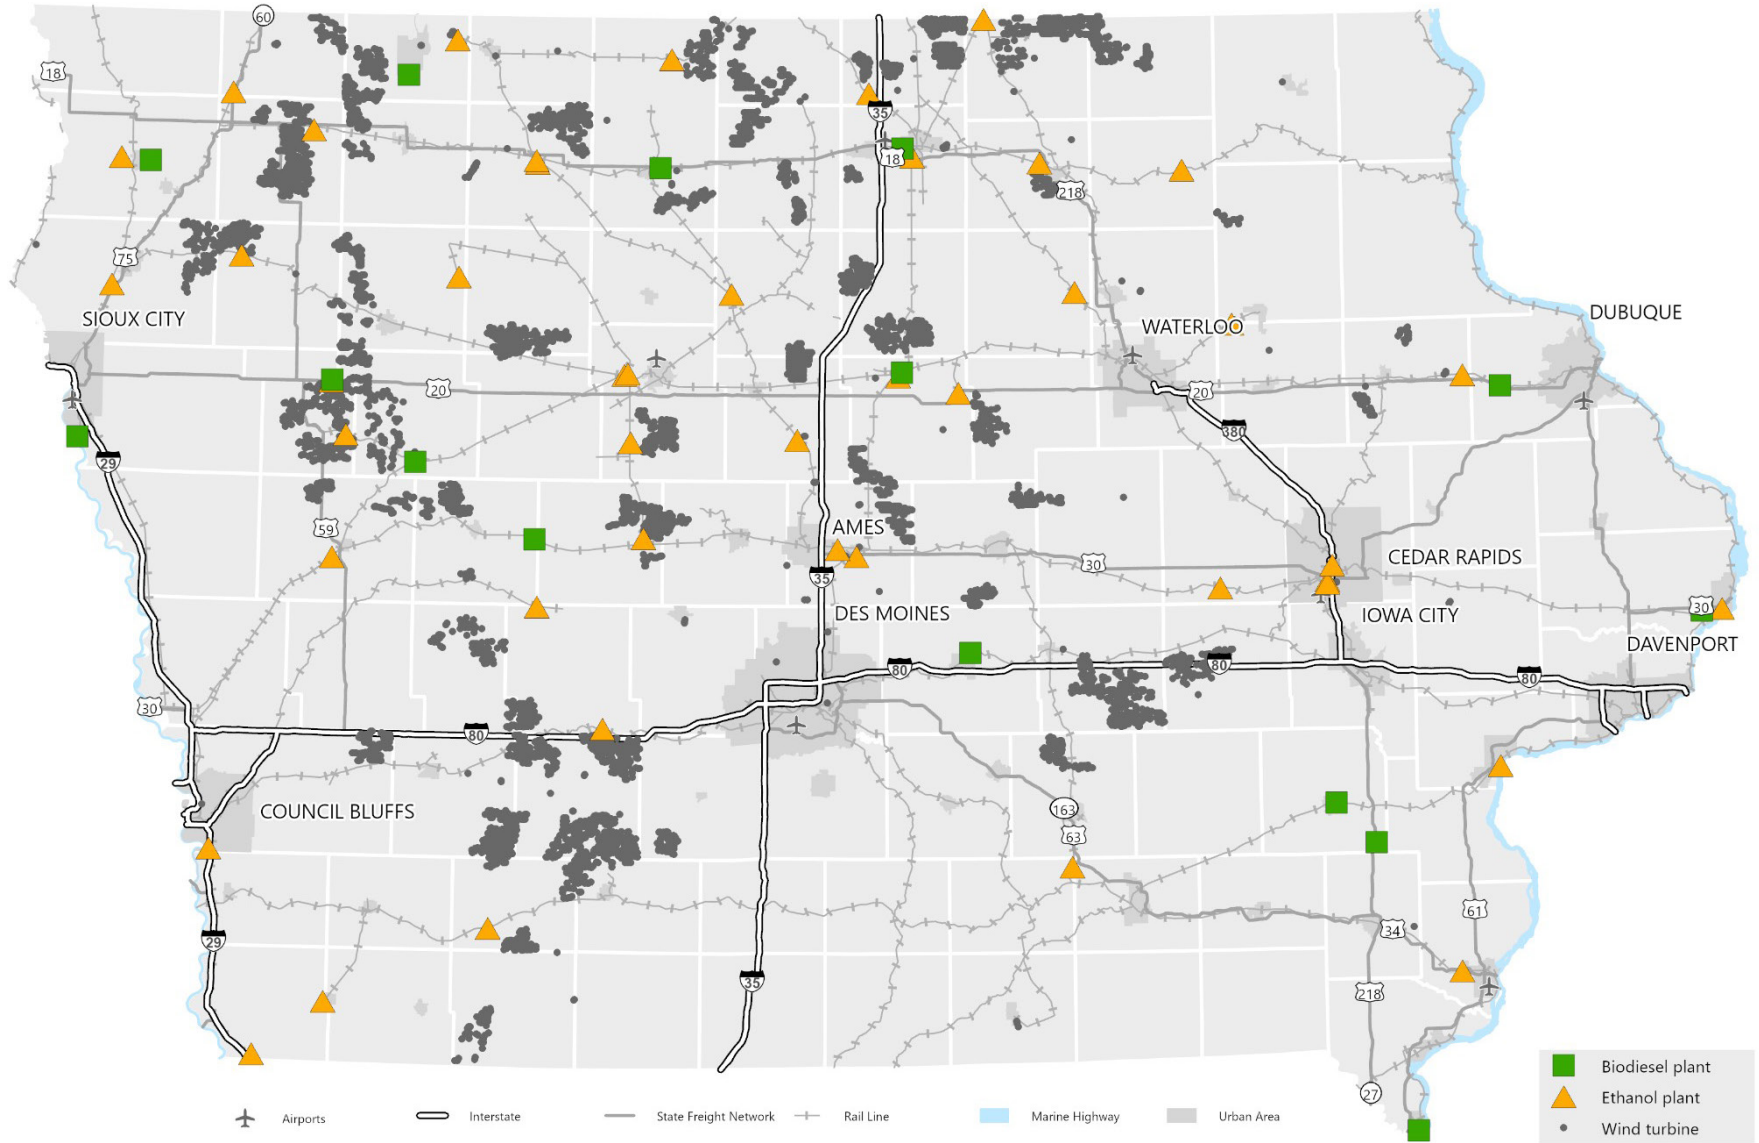 60
18
35
18
218
75
SIOUX CITY
DUBUQUE
WATERLOO
20
20
380
29
59
AMES
30
CEDAR RAPIDS
35
DES MOINES
IOWA CITY
30
DAVENPORT
80
80
80
30
80
COUNCIL BLUFFS
163
63
61
34
29
35
218
27
Airports
Interstate
State Freight Network
Rail Line
Marine Highway
Urban Area
Biodiesel plant
Ethanol plant
Wind turbine